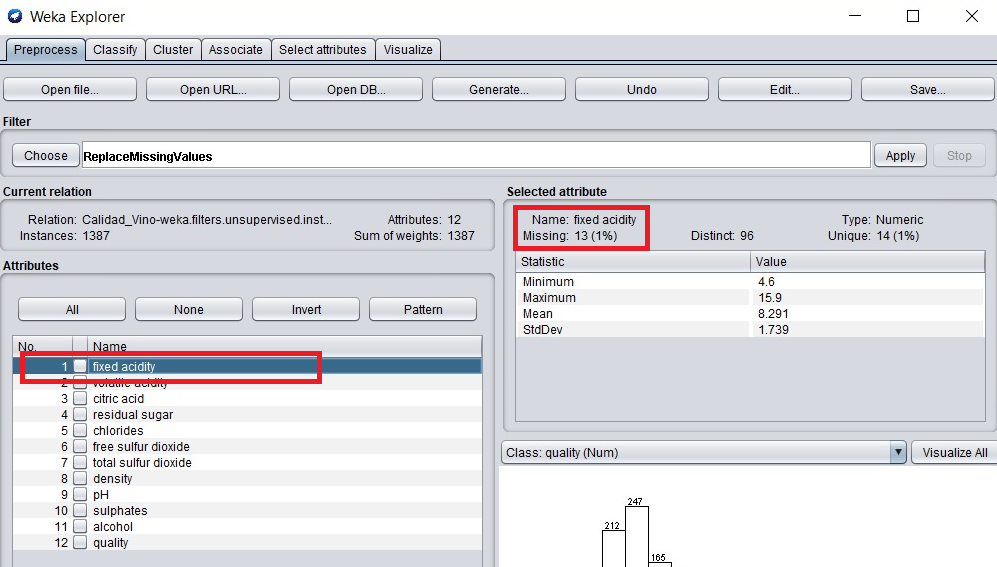 Weka Explorer
Preprocess Classify Cluster Associate Select attributes Visualize
Open file... Open URL... Open DB... Generate... Undo Edit... Save...
Filter
Choose ReplaceMissingValues Apply Stop
Current relation
Relation: Calidad_Vino-weka.filters.unsupervised.inst... Attributes: 12
Instances: 1387 Sum of weights: 1387
Selected attribute
Name: fixed acidity Type: Numeric
Missing: 13 (1%) Distinct: 96 Unique: 14 (1%)
Statistic Value
Minimum 4.6
Maximum 15.9
Mean 8.291
StdDev 1.739
Attributes
All None Invert Pattern
No. Name
1 fixed acidity
2 volatile acidity
3 citric acid
4 residual sugar
5 chlorides
6 free sulfur dioxide
7 total sulfur dioxide
8 density
9 pH
10 sulphates
11 alcohol
12 quality
Class: quality (Num) Visualize All
247
212
165